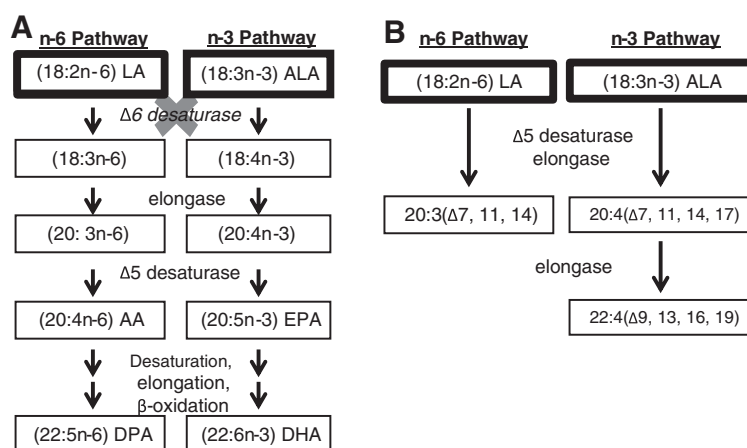 A
n-6 Pathway
n-3 Pathway
(18:2n-6) LA
(18:3n-3) ALA
Δ6 desaturase
(18:3n-6)
(18:4n-3)
elongase
(20: 3n-6)
(20:4n-3)
Δ5 desaturase
(20:4n-6) AA
(20:5n-3) EPA
Desaturation,
elongation,
β-oxidation
(22:5n-6) DPA
(22:6n-3) DHA
B
n-6 Pathway
n-3 Pathway
(18:2n-6) LA
(18:3n-3) ALA
Δ5 desaturase
elongase
20:3(Δ7, 11, 14)
20:4(Δ7, 11, 14, 17)
elongase
22:4(Δ9, 13, 16, 19)